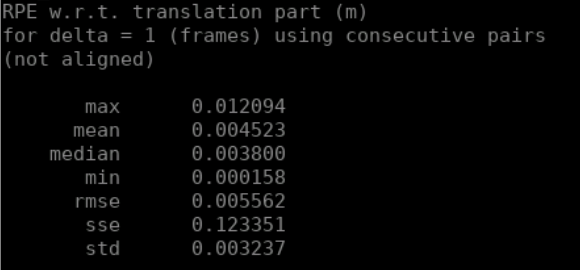 RPE w.r.t. translation part (m)
for delta = 1 (frames) using consecutive pairs
(not aligned)
max 0.012094
mean 0.004523
median 0.003800
min 0.000158
rmse 0.005562
sse 0.123351
std 0.003237